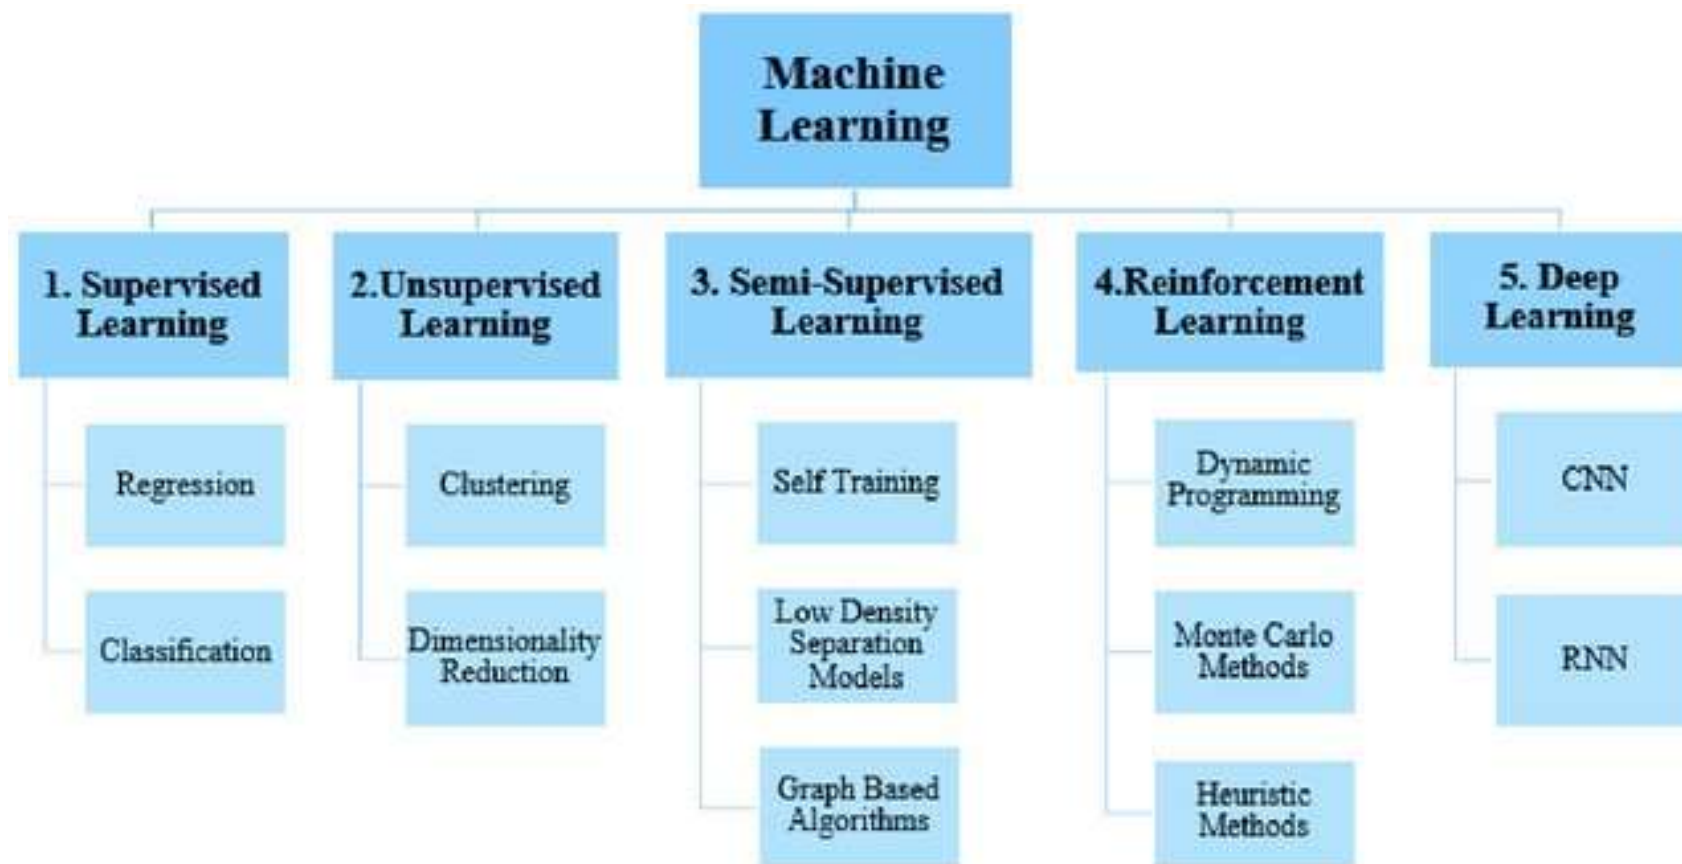 Machine
Learning
1. Supervised
Learning
2.Unsupervised
Learning
3. Semi-Supervised
Learning
4.Reinforcement
Learning
5. Deep
Learning
Regression
Classification
Clustering
Dimensionality
Reduction
Self Training
Low Density
Separation
Models
Graph Based
Algorithms
Dynamic
Programming
Monte Carlo
Methods
Heuristic
Methods
CNN
RNN